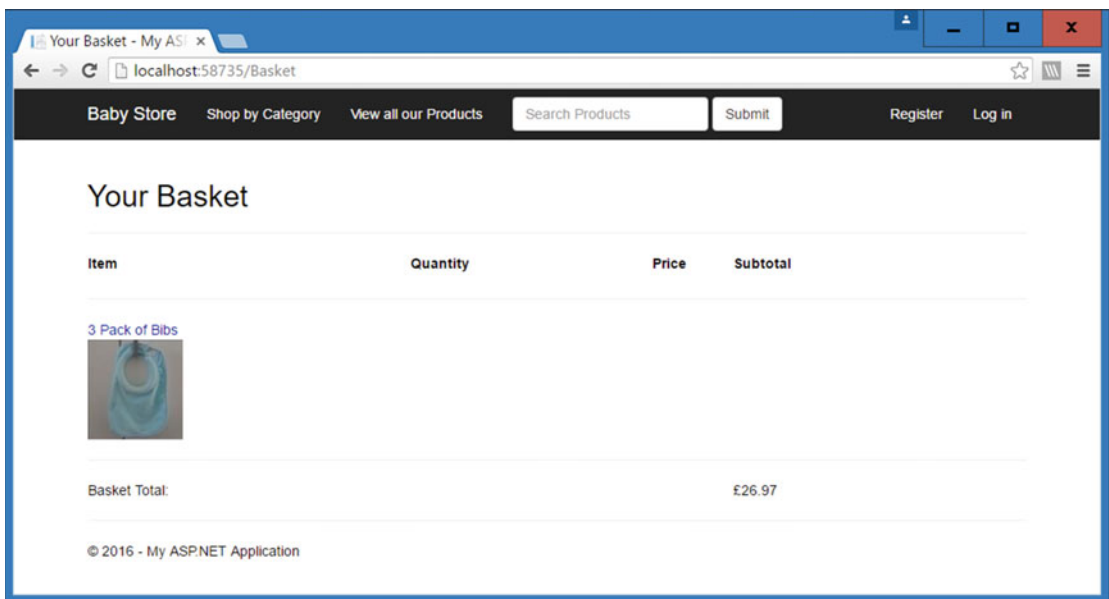 Your Basket - My AS
localhost:58735/Basket
Baby Store Shop by Category View all our Products Search Products Submit Register Log in
Your Basket
Item Quantity Price Subtotal
3 Pack of Bibs
Basket Total: £26.97
© 2016 - My ASP.NET Application